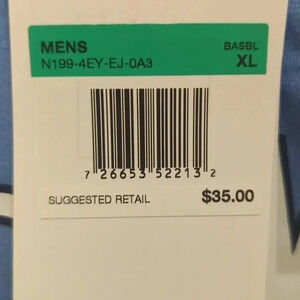 MENS BASBL
N199-4EY-EJ-0A3 XL
7 26653 52213 2
SUGGESTED RETAIL $35.00